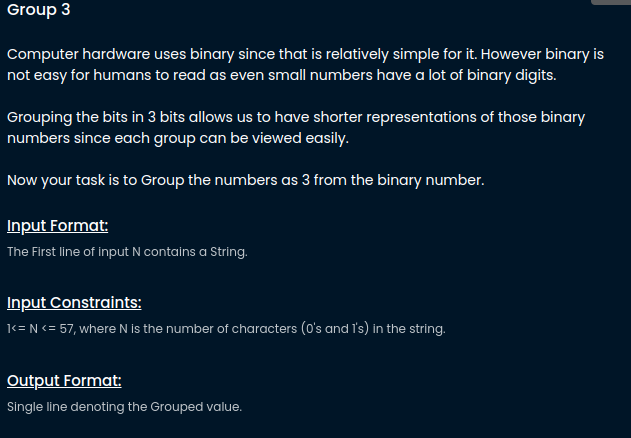 Group 3
Computer hardware uses binary since that is relatively simple for it. However binary is
not easy for humans to read as even small numbers have a lot of binary digits.
Grouping the bits in 3 bits allows us to have shorter representations of those binary
numbers since each group can be viewed easily.
Now your task is to Group the numbers as 3 from the binary number.
Input Format:
The First line of input N contains a String.
Input Constraints:
1<= N <= 57, where N is the number of characters (0's and 1's) in the string.
Output Format:
Single line denoting the Grouped value.